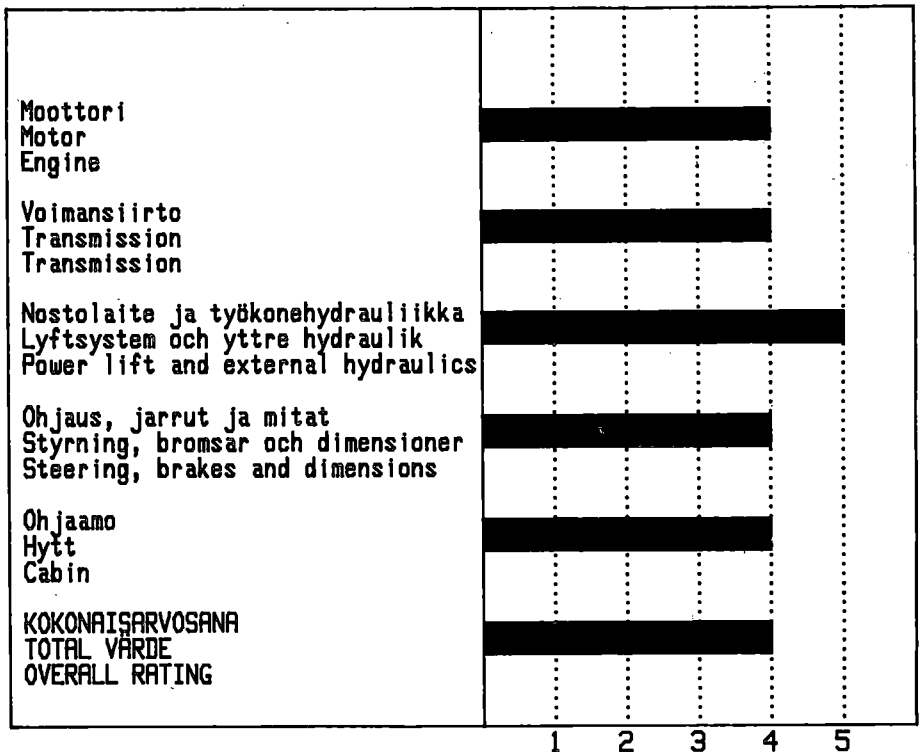 Moottori
Motor
Engine
Voimansiirto
Transmission
Transmission
Nostolaite ja työkonehydrauliikka
Lyftsystem och yttre hydraulik
Power lift and external hydraulics
Ohjaus, jarrut ja mitat
Styrning, bromsar och dimensioner
Steering, brakes and dimensions
Ohjaamo
Hytt
Cabin
KOKONAISARVOSANA
TOTAL VÄRDE
OVERALL RATING
1 2 3 4 5